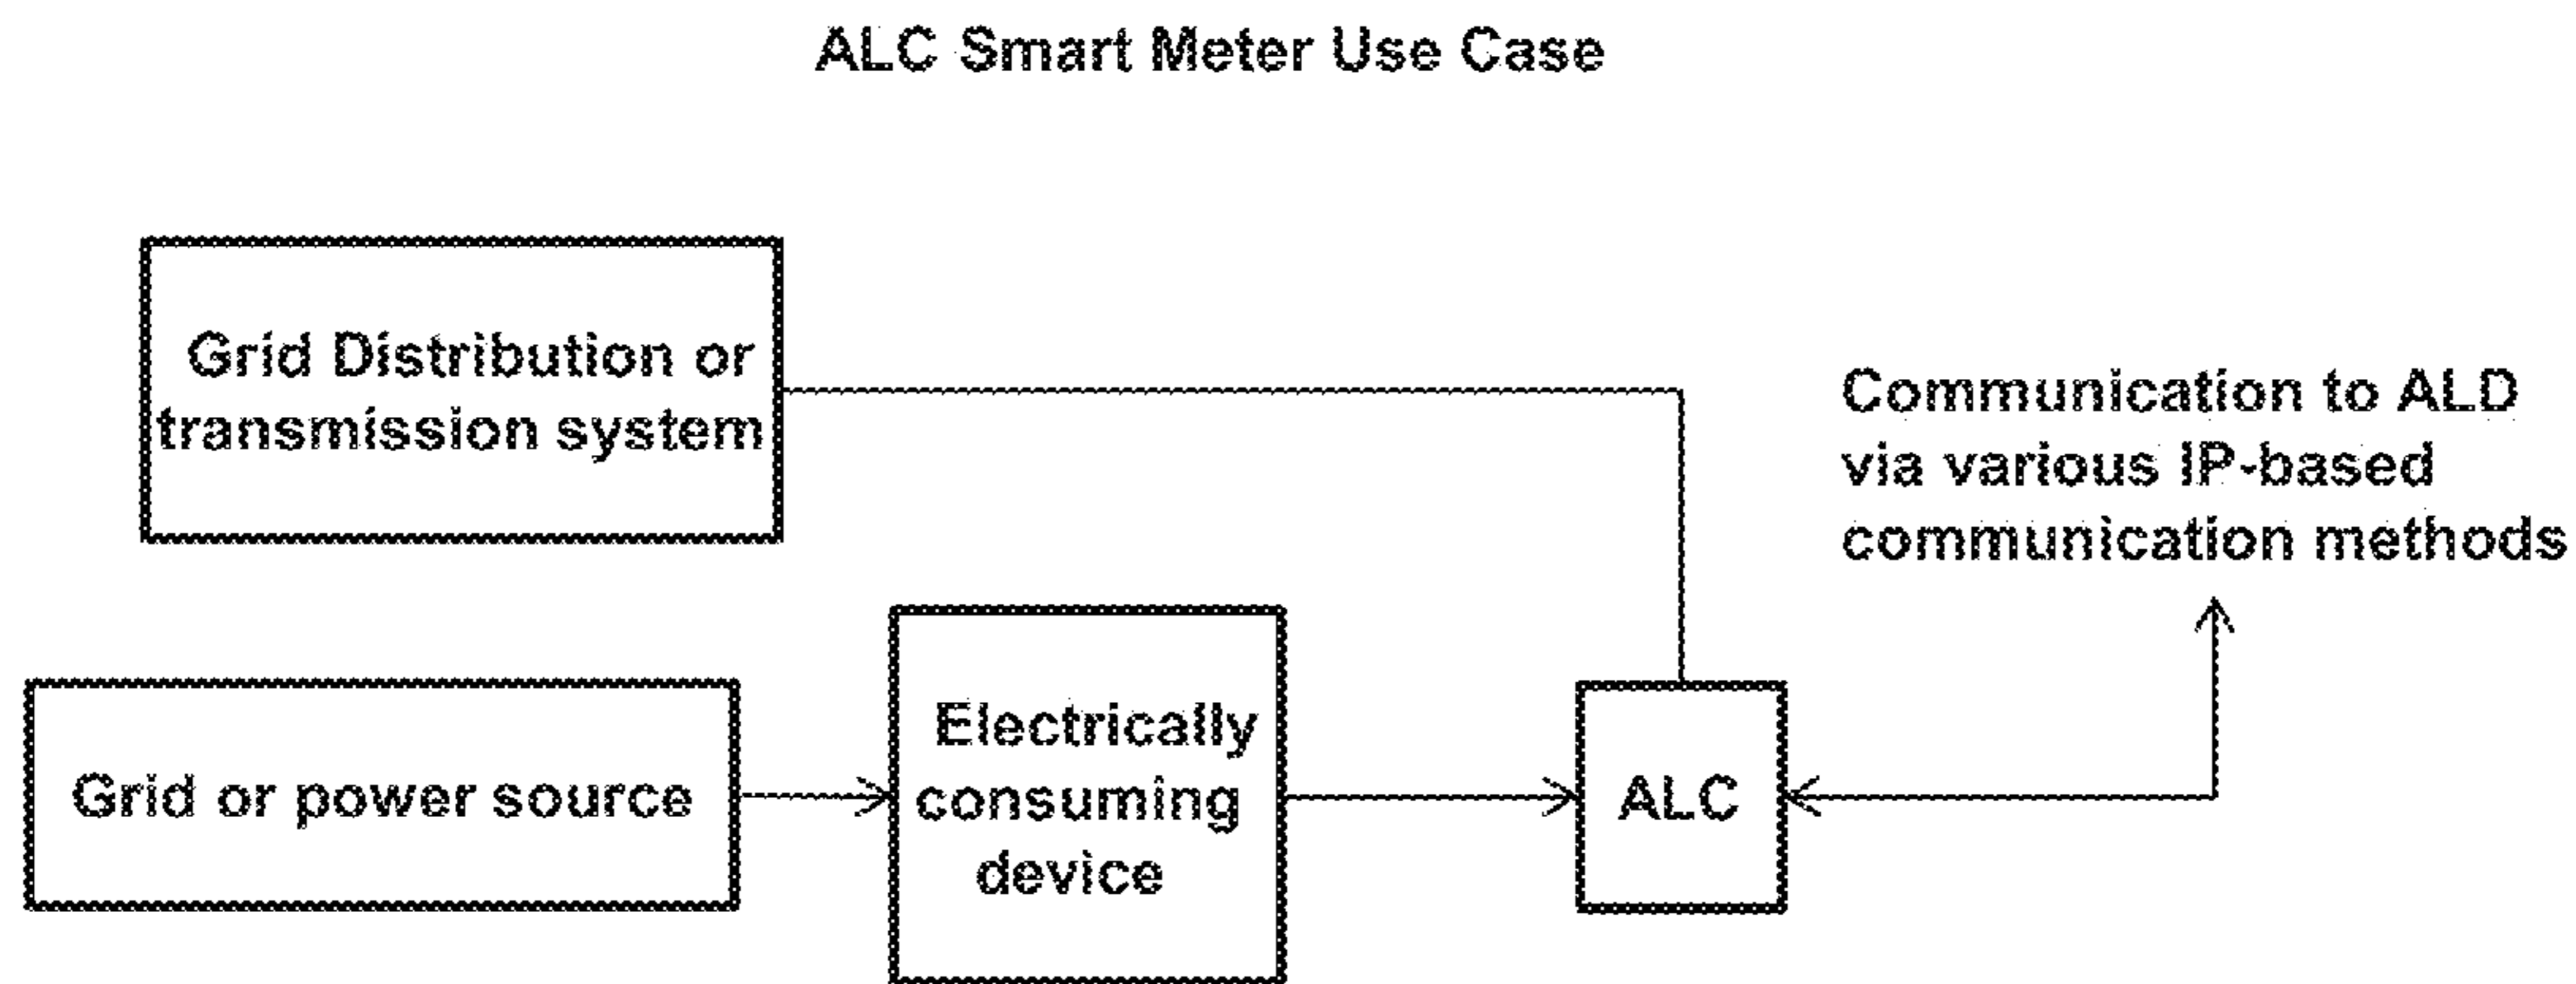 ALC Smart Meter Use Case
Grid Distribution or
transmission system
Communication to ALD
via various IP-based
communication methods
Grid or power source
Electrically
consuming
device
ALC